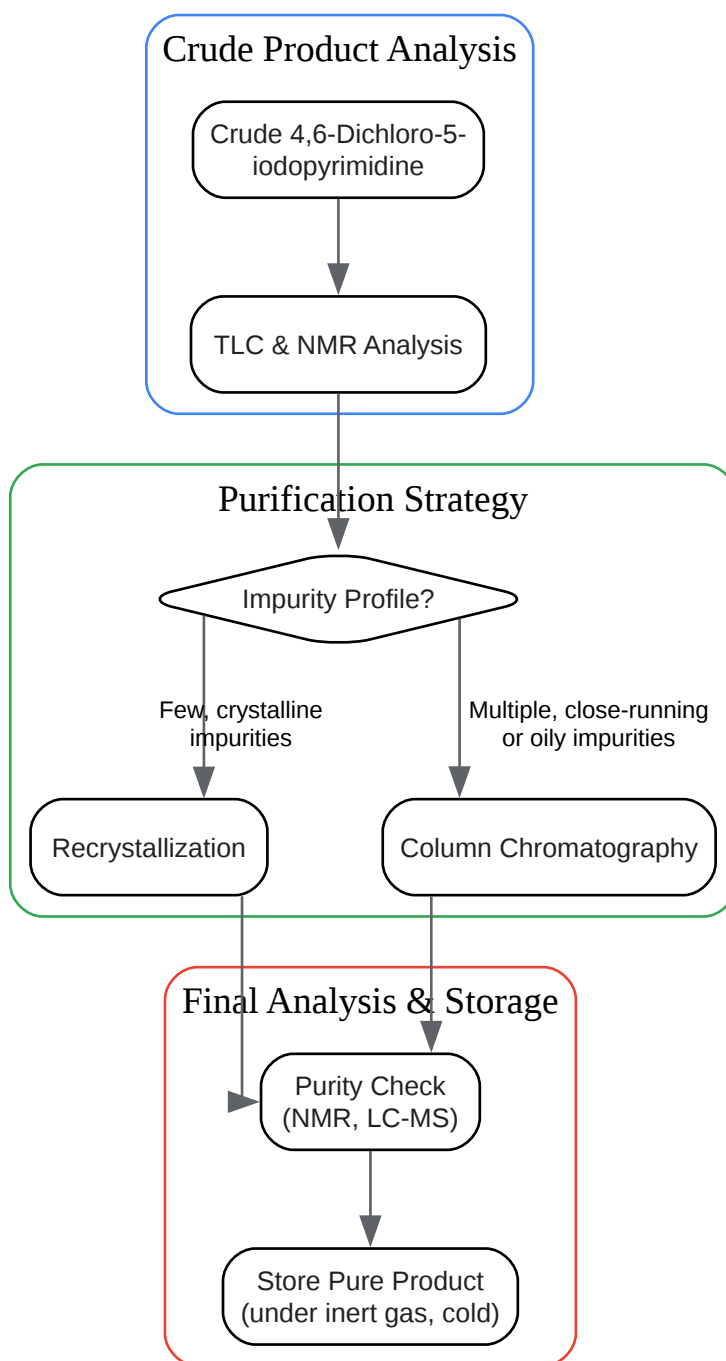 Crude Product Analysis
Crude 4,6-Dichloro-5-
iodopyrimidine
TLC & NMR Analysis
Purification Strategy
Impurity Profile?
Few, crystalline
impurities
Multiple, close-running
or oily impurities
Recrystallization
Column Chromatography
Final Analysis & Storage
Purity Check
(NMR, LC-MS)
Store Pure Product
(under inert gas, cold)